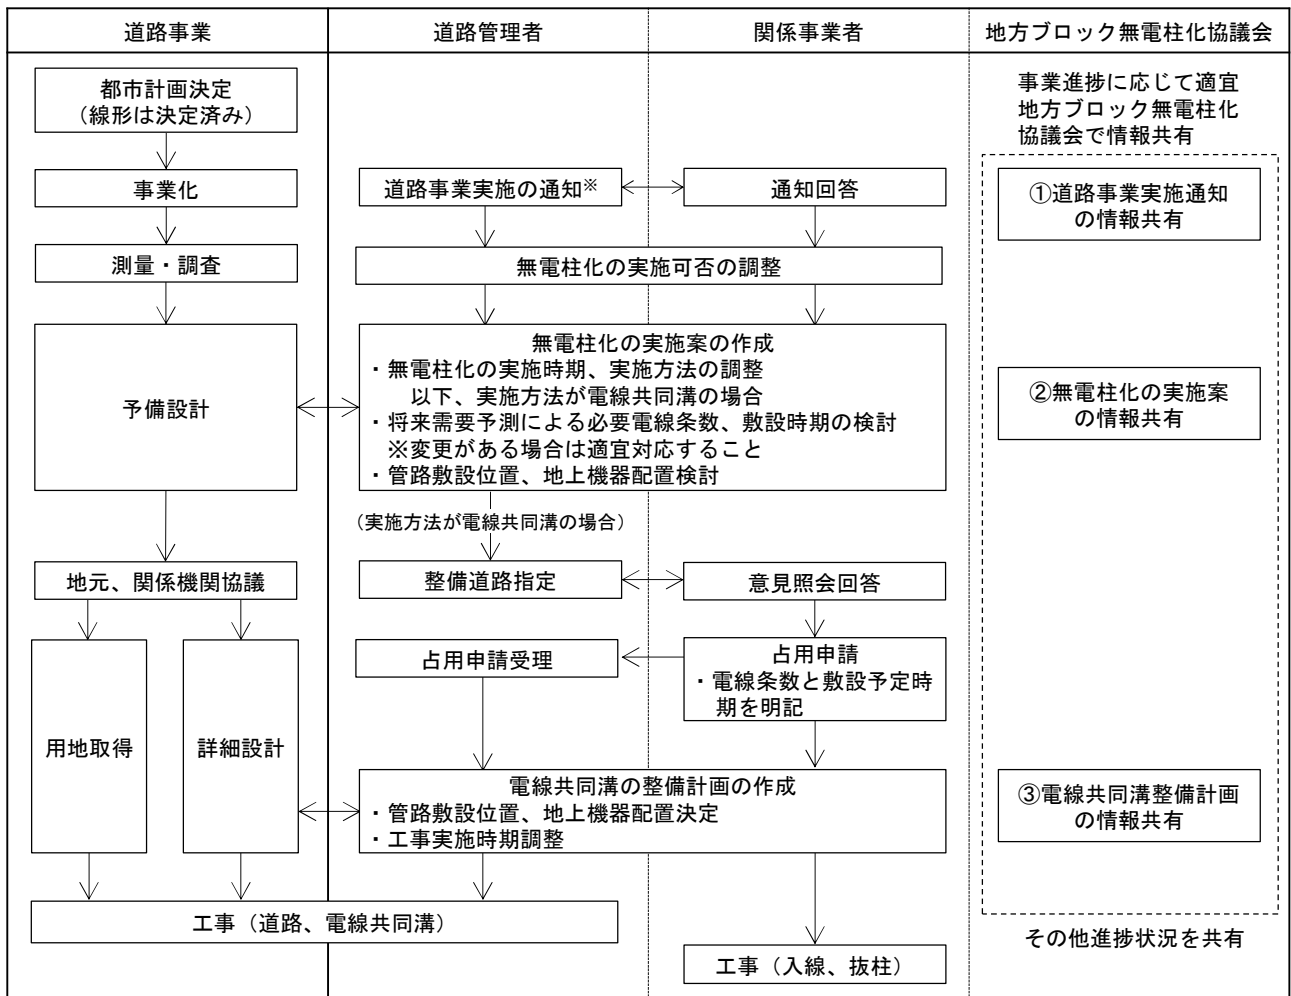 道路事業
道路管理者
関係事業者
地方ブロック無電柱化協議会
都市計画決定
（線形は決定済み）
事業化
測量・調査
予備設計
地元、関係機関協議
用地取得
詳細設計
道路事業実施の通知※
通知回答
無電柱化の実施可否の調整
無電柱化の実施案の作成
・無電柱化の実施時期、実施方法の調整
以下、実施方法が電線共同溝の場合
・将来需要予測による必要電線条数、敷設時期の検討
※変更がある場合は適宜対応すること
・管路敷設位置、地上機器配置検討
（実施方法が電線共同溝の場合）
整備道路指定
意見照会回答
占用申請受理
占用申請
・電線条数と敷設予定時
期を明記
電線共同溝の整備計画の作成
・管路敷設位置、地上機器配置決定
・工事実施時期調整
工事（道路、電線共同溝）
工事（入線、抜柱）
事業進捗に応じて適宜
地方ブロック無電柱化
協議会で情報共有
①道路事業実施通知
の情報共有
②無電柱化の実施案
の情報共有
③電線共同溝整備計画
の情報共有
その他進捗状況を共有